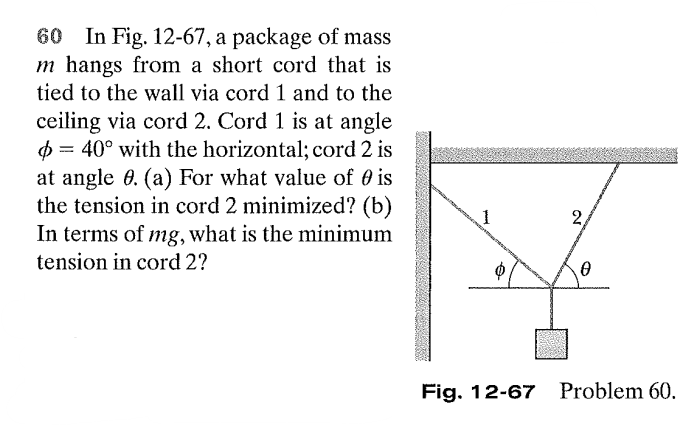 60 In Fig. 12-67, a package of mass
m hangs from a short cord that is
tied to the wall via cord 1 and to the
ceiling via cord 2. Cord 1 is at angle
ϕ = 40° with the horizontal; cord 2 is
at angle θ. (a) For what value of θ is
the tension in cord 2 minimized? (b)
In terms of mg, what is the minimum
tension in cord 2?
1
2
ϕ
θ
Fig. 12-67 Problem 60.